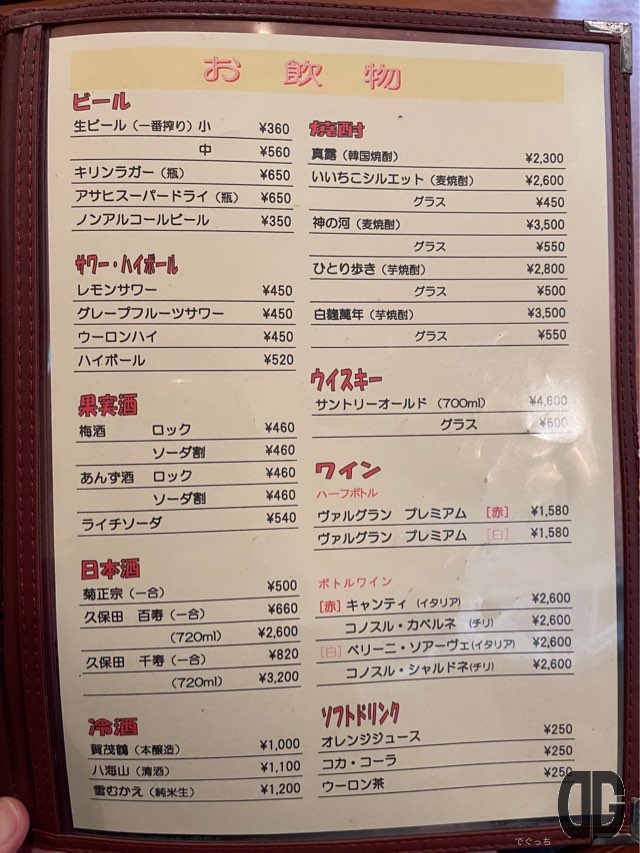 お飲物
ビール
生ビール（一番搾り）小 ¥360
中 ¥560
キリンラガー（瓶） ¥650
アサヒスーパードライ（瓶） ¥650
ノンアルコールビール ¥350
サワー・ハイボール
レモンサワー ¥450
グレープフルーツサワー ¥450
ウーロンハイ ¥450
ハイボール ¥520
果実酒
梅酒 ロック ¥460
ソーダ割 ¥460
あんず酒 ロック ¥460
ソーダ割 ¥460
ライチソーダ ¥540
日本酒
菊正宗（一合） ¥500
久保田 百寿（一合） ¥660
（720ml） ¥2,600
久保田 千寿（一合） ¥820
（720ml） ¥3,200
冷酒
賀茂鶴（本醸造） ¥1,000
八海山（清酒） ¥1,100
雪むかえ（純米生） ¥1,200
焼酎
真露（韓国焼酎） ¥2,300
いいちこシルエット（麦焼酎） ¥2,600
グラス ¥450
神の河（麦焼酎） ¥3,500
グラス ¥550
ひとり歩き（芋焼酎） ¥2,800
グラス ¥500
白麹萬年（芋焼酎） ¥3,500
グラス ¥550
ウイスキー
サントリーオールド（700ml） ¥4,600
グラス ¥600
ワイン
ハーフボトル
ヴァルグラン プレミアム [赤] ¥1,580
ヴァルグラン プレミアム [白] ¥1,580
ボトルワイン
[赤] キャンティ（イタリア） ¥2,600
コノスル・カベルネ（チリ） ¥2,600
[白] ベリーニ・ソアーヴェ(イタリア) ¥2,600
コノスル・シャルドネ(チリ) ¥2,600
ソフトドリンク
オレンジジュース ¥250
コカ・コーラ ¥250
ウーロン茶 ¥250
DG
でぐっち